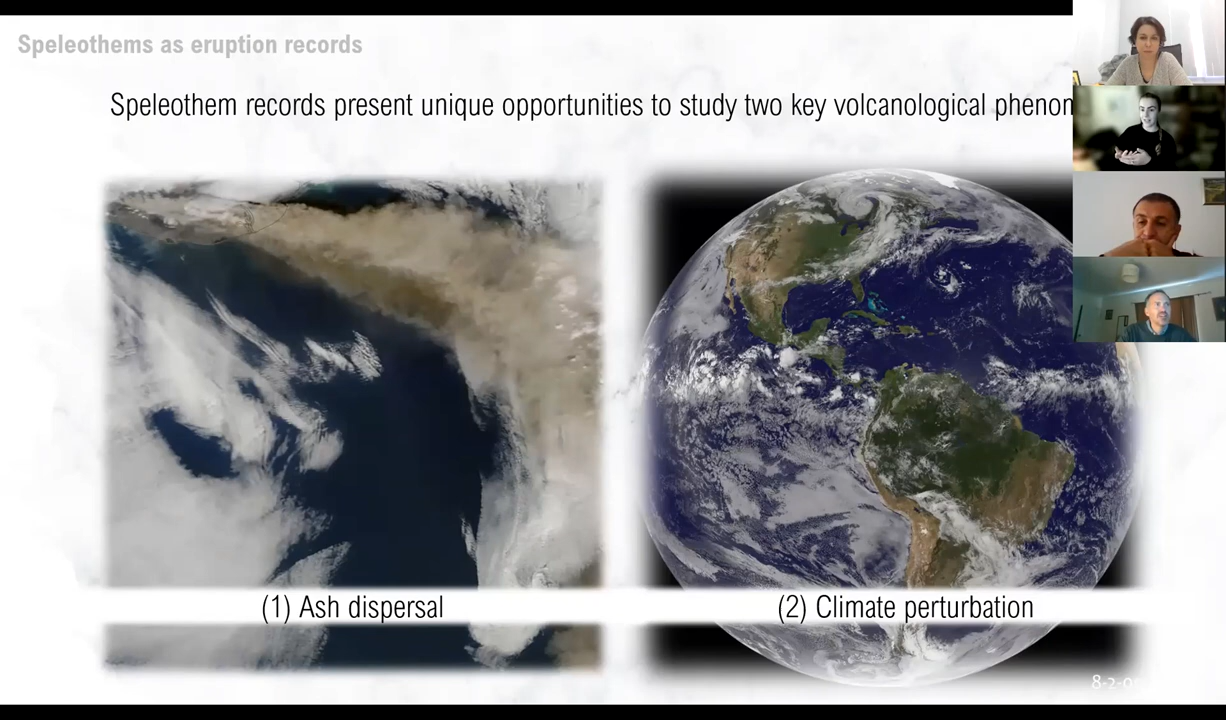 Speleothems as eruption records
Speleothem records present unique opportunities to study two key volcanological
(1) Ash dispersal
(2) Climate perturbation